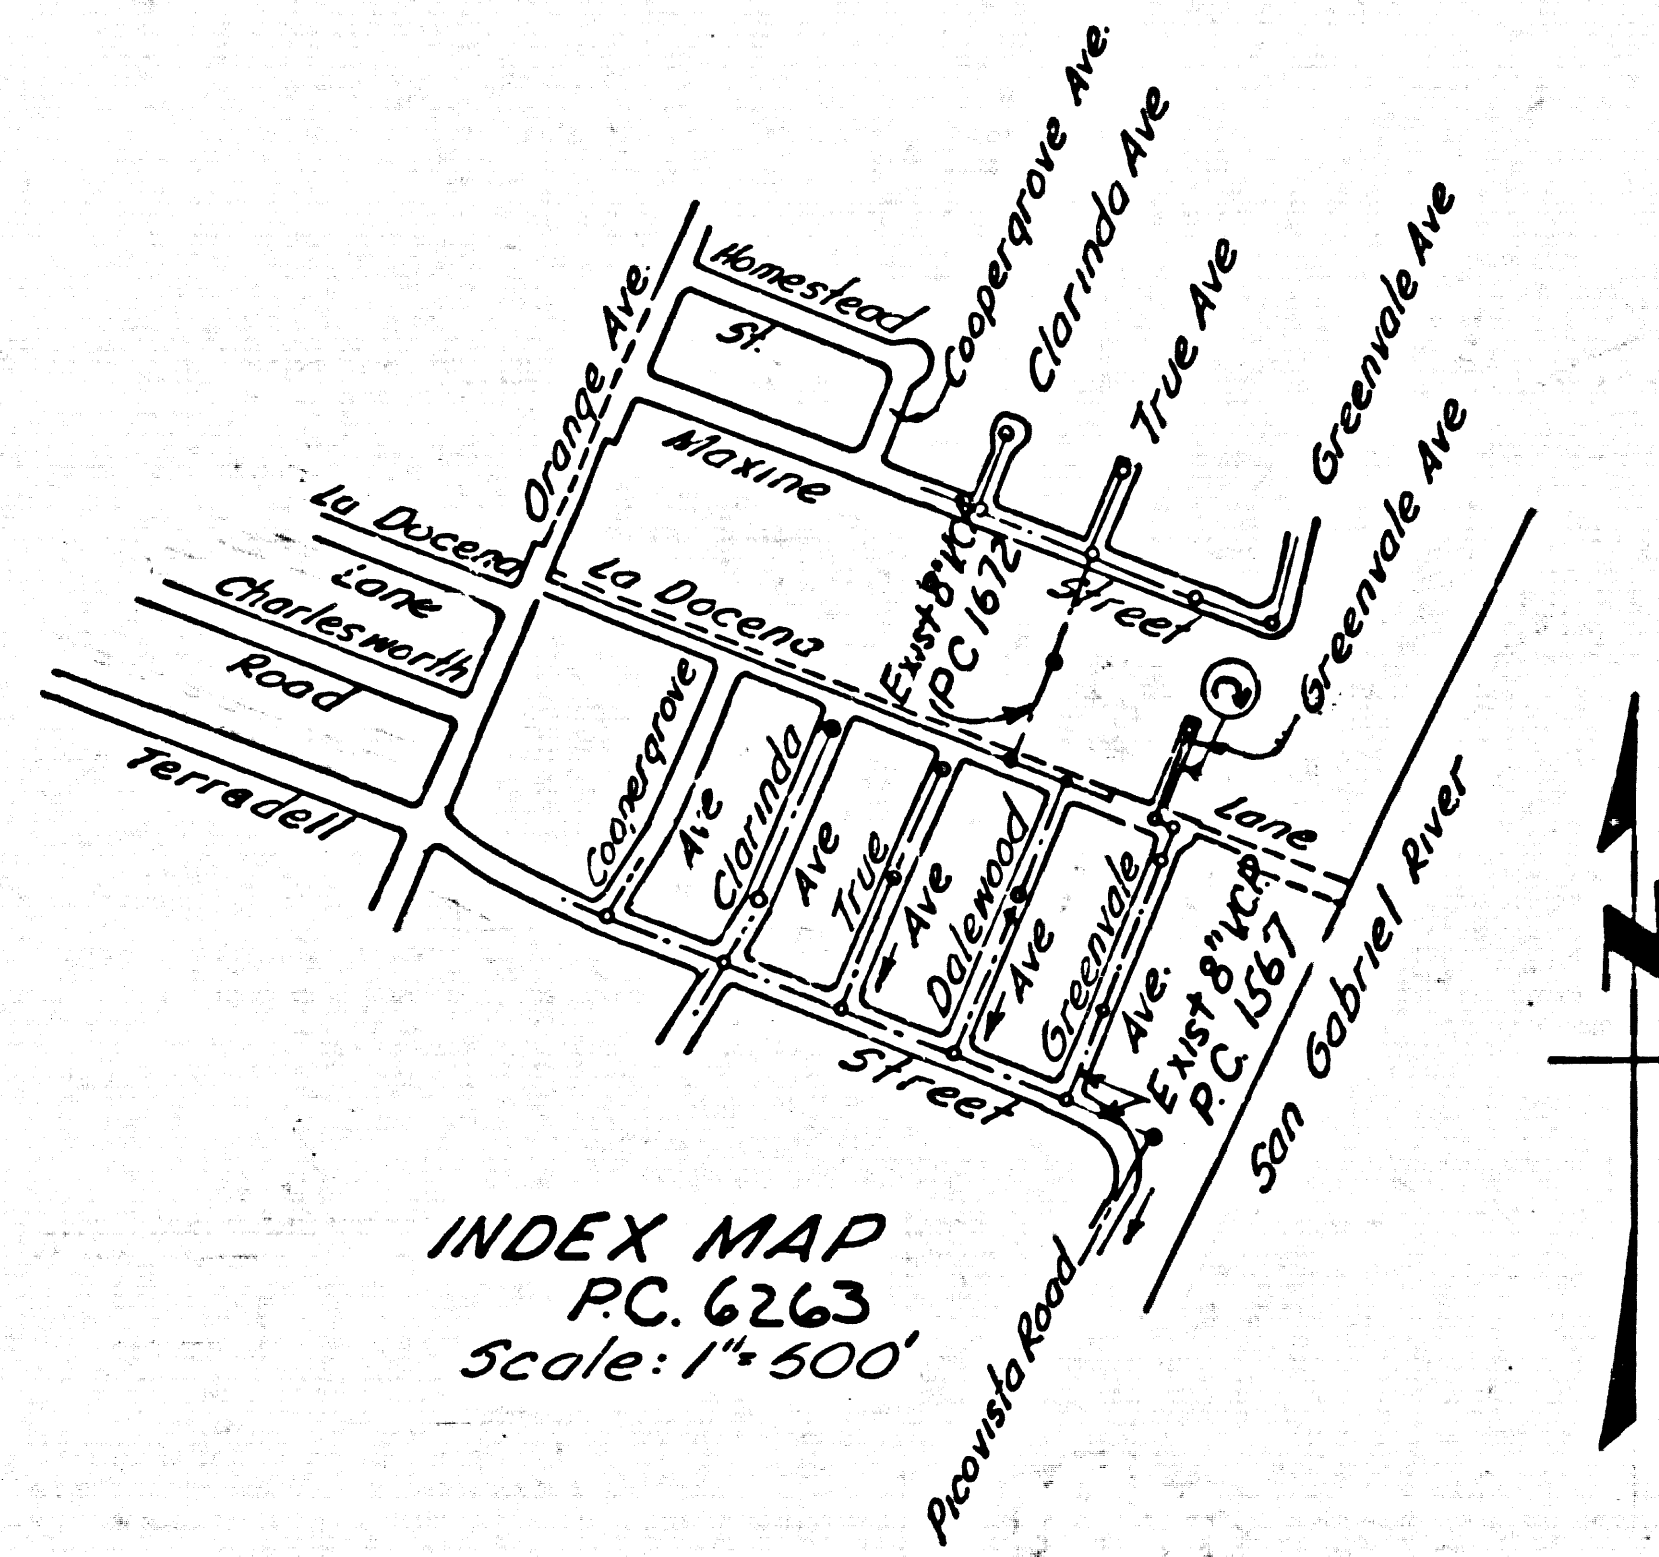 Coopergrove Ave.
Clarinda Ave
True Ave
Greenvale Ave
Greenvale Ave
Homestead
St.
Orange Ave.
Maxine
Street
La Docena
Lane
Charlesworth
Road
Terradell
La Docena
Lane
Exist 8" V.C.
P.C. 1672
2
Coopergrove
Ave
Clarinda
Ave
True
Ave
Dalewood
Ave
Greenvale
Ave.
Exist 8" V.C.P.
P.C. 1567
San Gabriel River
Street
Picovista Road
N
INDEX MAP
P.C. 6263
Scale: 1"=500'